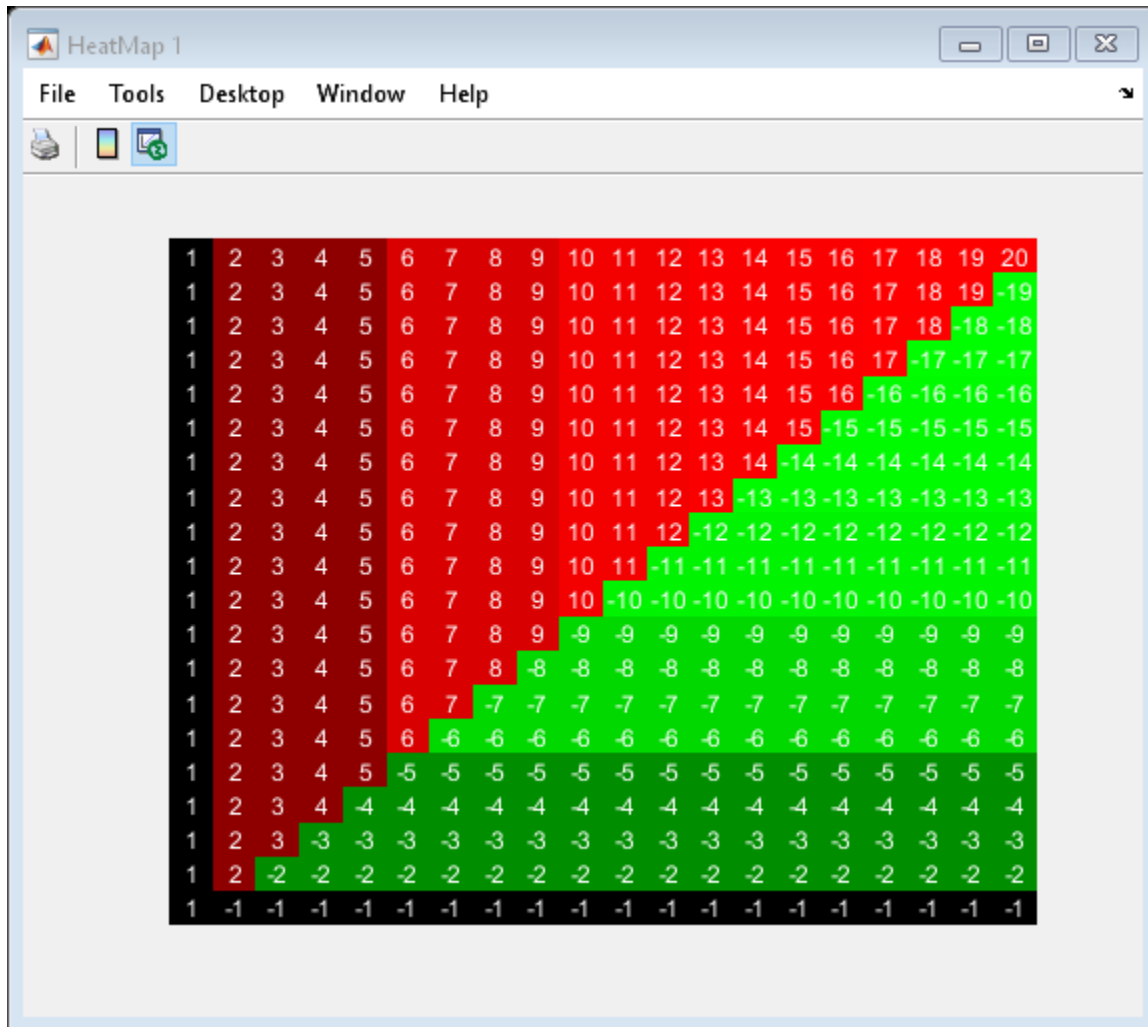 HeatMap 1
File Tools Desktop Window Help
1 2 3 4 5 6 7 8 9 10 11 12 13 14 15 16 17 18 19 20
1 2 3 4 5 6 7 8 9 10 11 12 13 14 15 16 17 18 19 -19
1 2 3 4 5 6 7 8 9 10 11 12 13 14 15 16 17 18 -18 -18
1 2 3 4 5 6 7 8 9 10 11 12 13 14 15 16 17 -17 -17 -17
1 2 3 4 5 6 7 8 9 10 11 12 13 14 15 16 -16 -16 -16 -16
1 2 3 4 5 6 7 8 9 10 11 12 13 14 15 -15 -15 -15 -15 -15
1 2 3 4 5 6 7 8 9 10 11 12 13 14 -14 -14 -14 -14 -14 -14
1 2 3 4 5 6 7 8 9 10 11 12 13 -13 -13 -13 -13 -13 -13 -13
1 2 3 4 5 6 7 8 9 10 11 12 -12 -12 -12 -12 -12 -12 -12 -12
1 2 3 4 5 6 7 8 9 10 11 -11 -11 -11 -11 -11 -11 -11 -11 -11
1 2 3 4 5 6 7 8 9 10 -10 -10 -10 -10 -10 -10 -10 -10 -10 -10
1 2 3 4 5 6 7 8 9 -9 -9 -9 -9 -9 -9 -9 -9 -9 -9 -9
1 2 3 4 5 6 7 8 -8 -8 -8 -8 -8 -8 -8 -8 -8 -8 -8 -8
1 2 3 4 5 6 7 -7 -7 -7 -7 -7 -7 -7 -7 -7 -7 -7 -7 -7
1 2 3 4 5 6 -6 -6 -6 -6 -6 -6 -6 -6 -6 -6 -6 -6 -6 -6
1 2 3 4 5 -5 -5 -5 -5 -5 -5 -5 -5 -5 -5 -5 -5 -5 -5 -5
1 2 3 4 -4 -4 -4 -4 -4 -4 -4 -4 -4 -4 -4 -4 -4 -4 -4 -4
1 2 3 -3 -3 -3 -3 -3 -3 -3 -3 -3 -3 -3 -3 -3 -3 -3 -3 -3
1 2 -2 -2 -2 -2 -2 -2 -2 -2 -2 -2 -2 -2 -2 -2 -2 -2 -2 -2
1 -1 -1 -1 -1 -1 -1 -1 -1 -1 -1 -1 -1 -1 -1 -1 -1 -1 -1 -1